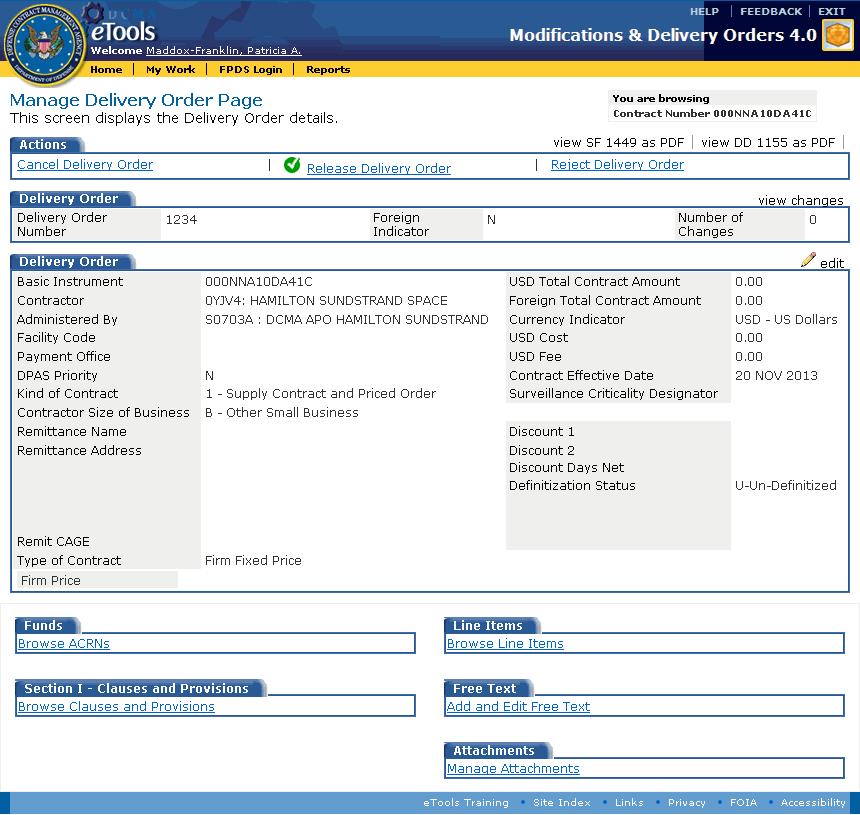 HELP | FEEDBACK | EXIT
DCMA
eTools
Welcome Maddox-Franklin, Patricia A.
Modifications & Delivery Orders 4.0
DEFENSE CONTRACT MANAGEMENT AGENCY
DEPARTMENT OF DEFENSE
Home | My Work | FPDS Login | Reports
Manage Delivery Order Page
This screen displays the Delivery Order details.
You are browsing
Contract Number 000NNA10DA41C
Actions
view SF 1449 as PDF | view DD 1155 as PDF |
Cancel Delivery Order | Release Delivery Order | Reject Delivery Order
Delivery Order
view changes
Delivery Order Number 1234 Foreign Indicator N Number of Changes 0
Delivery Order
edit
Basic Instrument 000NNA10DA41C USD Total Contract Amount 0.00
Contractor 0YJV4: HAMILTON SUNDSTRAND SPACE Foreign Total Contract Amount 0.00
Administered By S0703A : DCMA APO HAMILTON SUNDSTRAND Currency Indicator USD - US Dollars
Facility Code USD Cost 0.00
Payment Office USD Fee 0.00
DPAS Priority N Contract Effective Date 20 NOV 2013
Kind of Contract 1 - Supply Contract and Priced Order Surveillance Criticality Designator
Contractor Size of Business B - Other Small Business
Remittance Name Discount 1
Remittance Address Discount 2
Discount Days Net
Definitization Status U-Un-Definitized
Remit CAGE
Type of Contract Firm Fixed Price
Firm Price
Funds
Browse ACRNs
Line Items
Browse Line Items
Section I - Clauses and Provisions
Browse Clauses and Provisions
Free Text
Add and Edit Free Text
Attachments
Manage Attachments
eTools Training • Site Index • Links • Privacy • FOIA • Accessibility